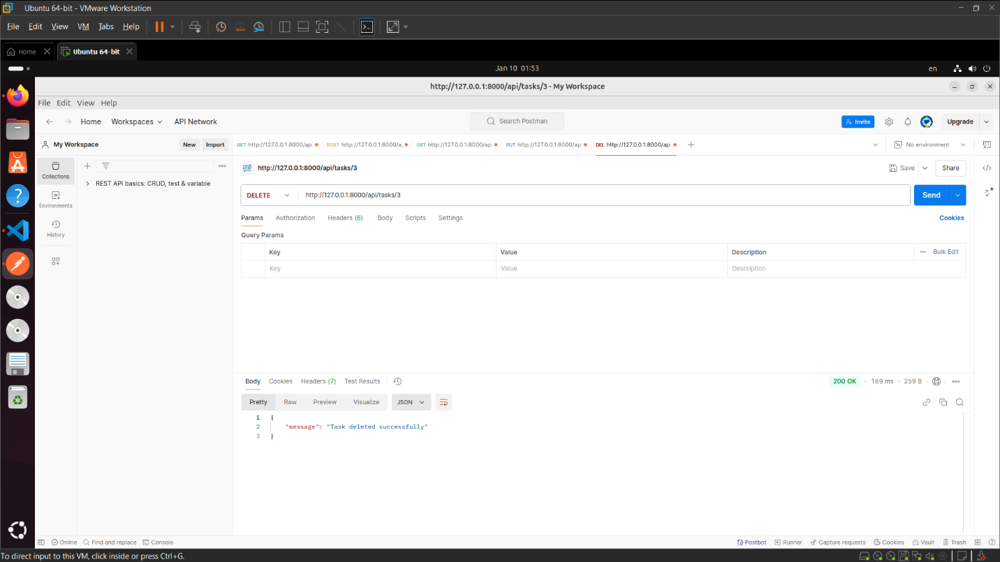 Ubuntu 64-bit - VMware Workstation
File Edit View VM Tabs Help
Home
Ubuntu 64-bit
Jan 10 01:53
en
http://127.0.0.1:8000/api/tasks/3 - My Workspace
File Edit View Help
Home Workspaces API Network
Search Postman
Invite
Upgrade
My Workspace
New
Import
GET http://127.0.0.1:8000/ap
POST http://127.0.0.1:8000/a
GET http://127.0.0.1:8000/ap
PUT http://127.0.0.1:8000/ap
DEL http://127.0.0.1:8000/ap
No environment
Collections
Environments
History
REST API basics: CRUD, test & variable
HTTP
http://127.0.0.1:8000/api/tasks/3
Save
Share
DELETE
http://127.0.0.1:8000/api/tasks/3
Send
Params Authorization Headers (6) Body Scripts Settings
Cookies
Query Params
Key Value Description
Bulk Edit
Key Value Description
Body Cookies Headers (7) Test Results
200 OK • 169 ms • 259 B
Pretty Raw Preview Visualize
JSON
1 {
2 "message": "Task deleted successfully"
3 }
Online Find and replace Console
Postbot Runner Capture requests Cookies Vault Trash
To direct input to this VM, click inside or press Ctrl+G.